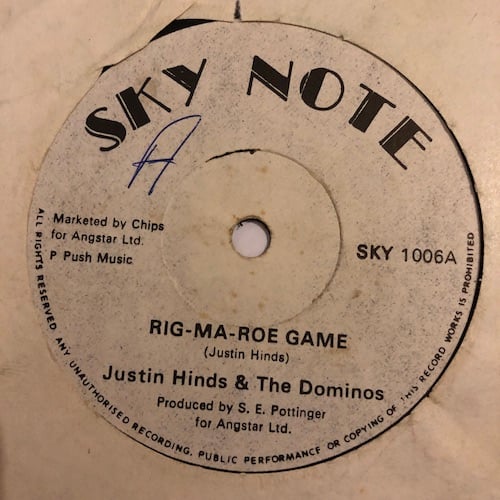 SKY NOTE
A
Marketed by Chips
for Angstar Ltd.
P Push Music
SKY 1006A
RIG-MA-ROE GAME
(Justin Hinds)
Justin Hinds & The Dominos
Produced by S. E. Pottinger
for Angstar Ltd.
ALL RIGHTS RESERVED. ANY UNAUTHORISED RECORDING, PUBLIC PERFORMANCE OR COPYING OF THIS RECORD WORKS IS PROHIBITED